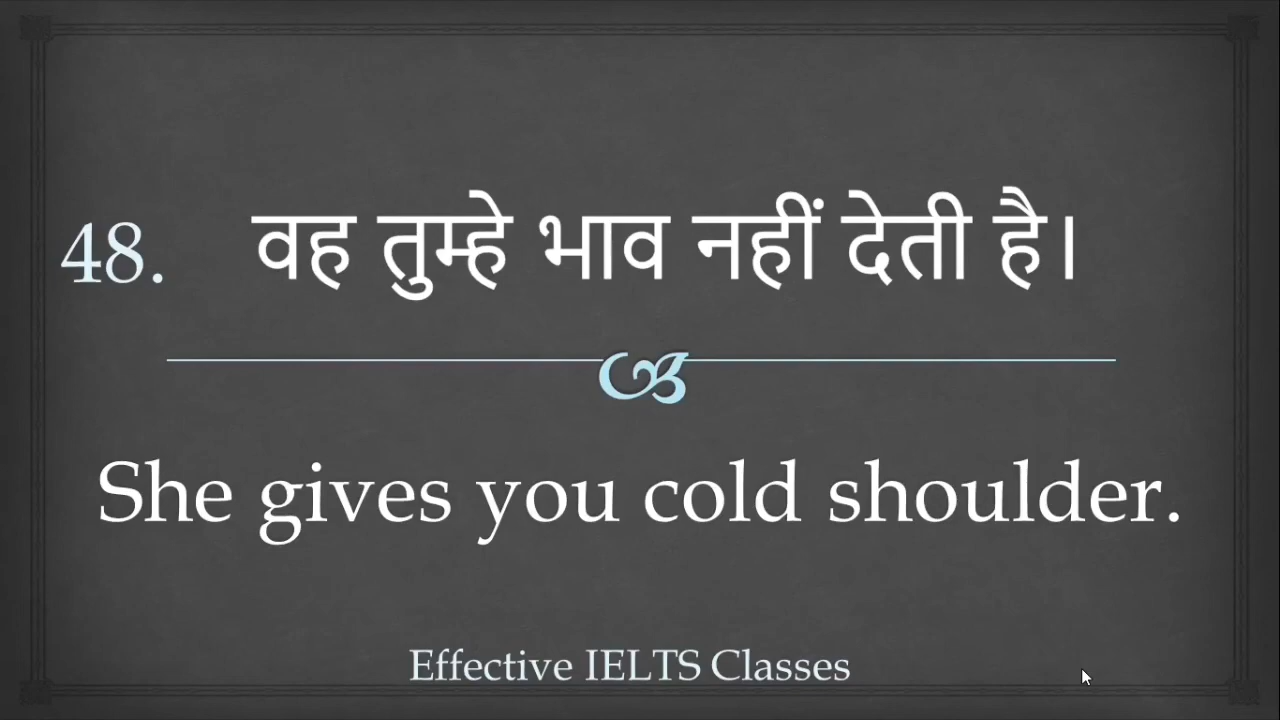 48. वह तुम्हे भाव नहीं देती है।
She gives you cold shoulder.
Effective IELTS Classes